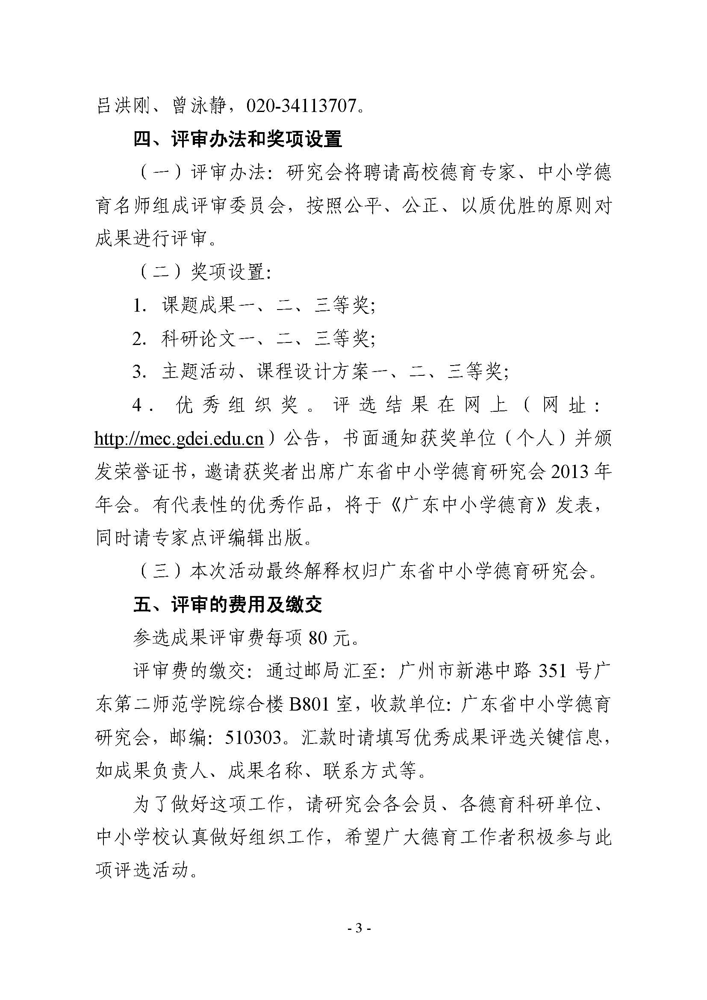 吕洪刚、曾泳静，020-34113707。
四、评审办法和奖项设置
（一）评审办法：研究会将聘请高校德育专家、中小学德
育名师组成评审委员会，按照公平、公正、以质优胜的原则对
成果进行评审。
（二）奖项设置：
1．课题成果一、二、三等奖；
2．科研论文一、二、三等奖；
3．主题活动、课程设计方案一、二、三等奖；
4．优秀组织奖。评选结果在网上（网址：
http://mec.gdei.edu.cn）公告，书面通知获奖单位（个人）并颁
发荣誉证书，邀请获奖者出席广东省中小学德育研究会2013年
年会。有代表性的优秀作品，将于《广东中小学德育》发表，
同时请专家点评编辑出版。
（三）本次活动最终解释权归广东省中小学德育研究会。
五、评审的费用及缴交
参选成果评审费每项80元。
评审费的缴交：通过邮局汇至：广州市新港中路351号广
东第二师范学院综合楼B801室，收款单位：广东省中小学德育
研究会，邮编：510303。汇款时请填写优秀成果评选关键信息，
如成果负责人、成果名称、联系方式等。
为了做好这项工作，请研究会各会员、各德育科研单位、
中小学校认真做好组织工作，希望广大德育工作者积极参与此
项评选活动。
- 3 -